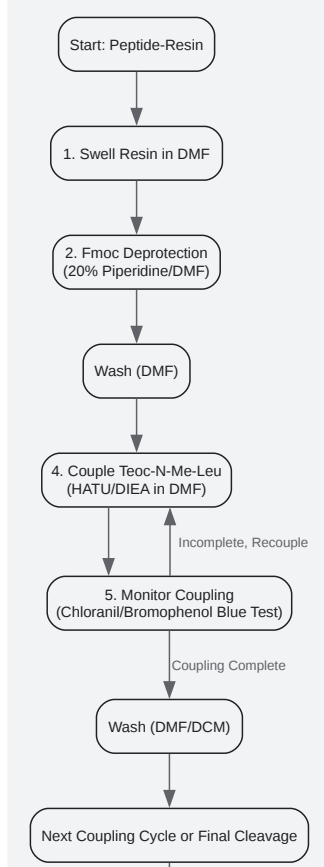 Start: Peptide-Resin
1. Swell Resin in DMF
2. Fmoc Deprotection
(20% Piperidine/DMF)
Wash (DMF)
4. Couple Teoc-N-Me-Leu
(HATU/DIEA in DMF)
Incomplete, Recouple
5. Monitor Coupling
(Chloranil/Bromophenol Blue Test)
Coupling Complete
Wash (DMF/DCM)
Next Coupling Cycle or Final Cleavage